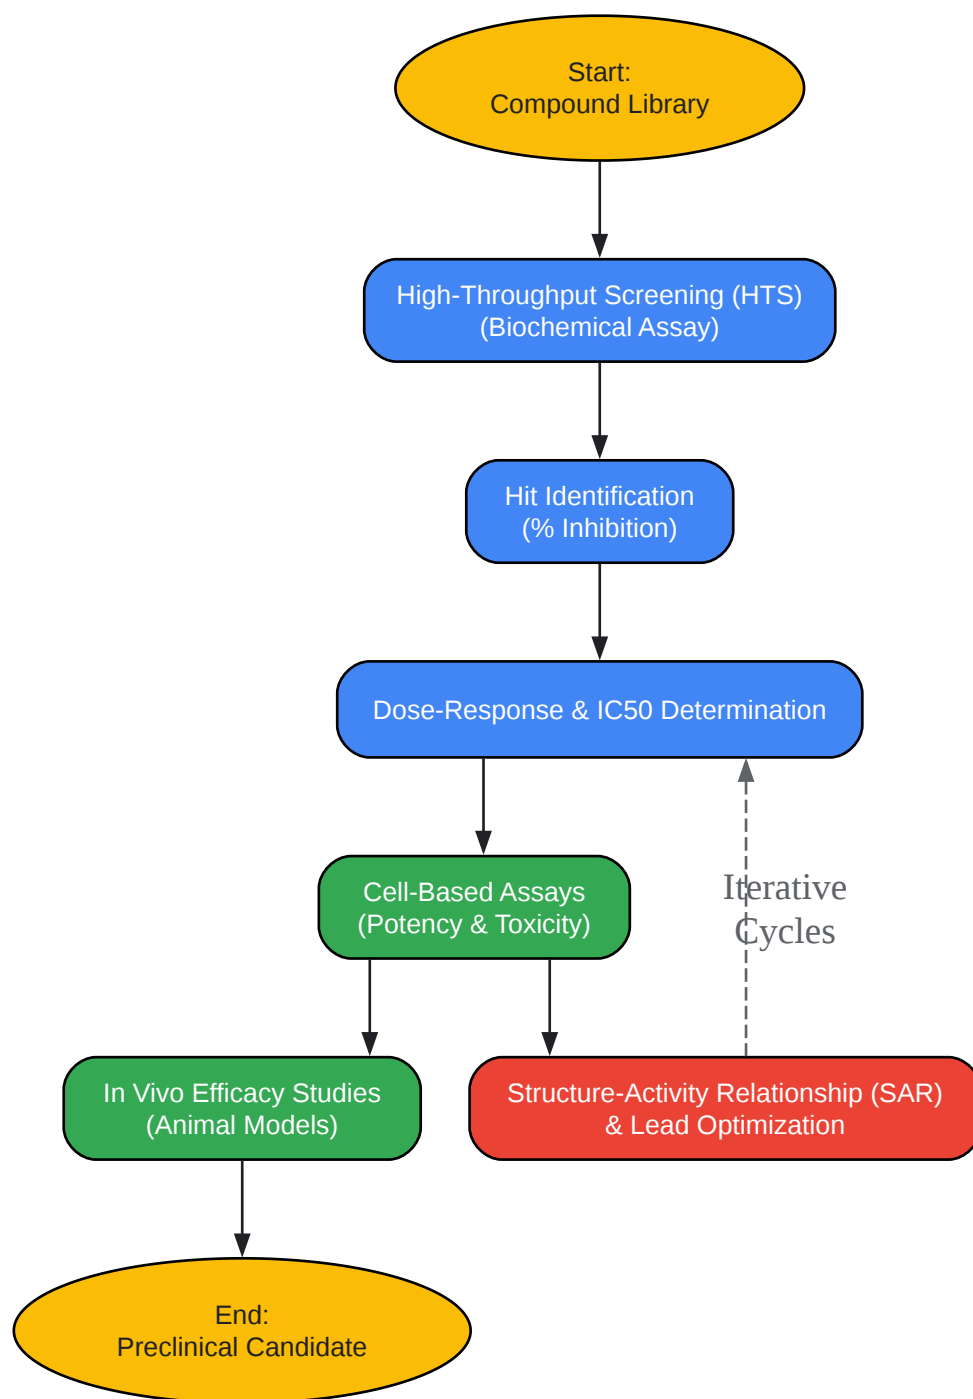 Start:
Compound Library
High-Throughput Screening (HTS)
(Biochemical Assay)
Hit Identification
(% Inhibition)
Dose-Response & IC50 Determination
Cell-Based Assays
(Potency & Toxicity)
Iterative
Cycles
In Vivo Efficacy Studies
(Animal Models)
Structure-Activity Relationship (SAR)
& Lead Optimization
End:
Preclinical Candidate